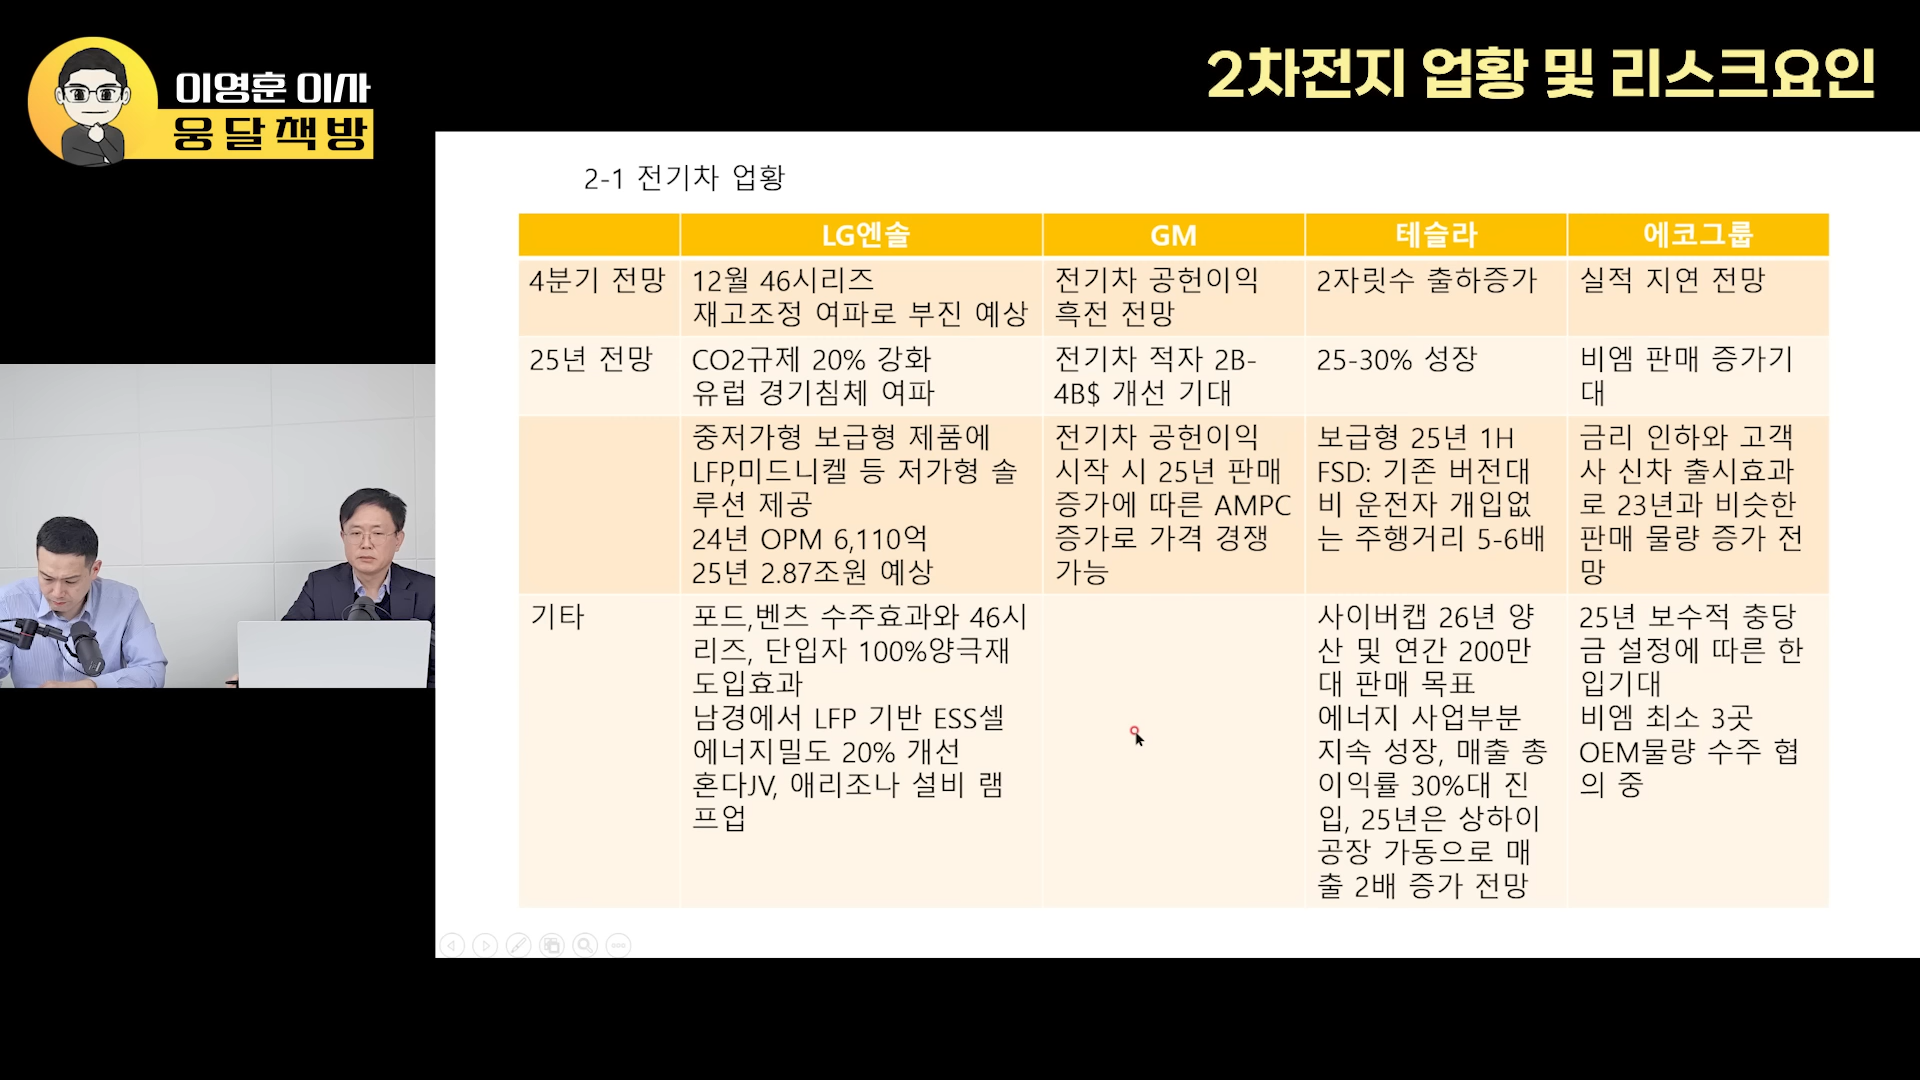 이영훈 이사
웅달책방
2차전지 업황 및 리스크요인
2-1 전기차 업황
LG엔솔
GM
테슬라
에코그룹
4분기 전망
12월 46시리즈
재고조정 여파로 부진 예상
전기차 공헌이익
흑전 전망
2자릿수 출하증가
실적 지연 전망
25년 전망
CO2규제 20% 강화
유럽 경기침체 여파
전기차 적자 2B-
4B$ 개선 기대
25-30% 성장
비엠 판매 증가기
대
중저가형 보급형 제품에
LFP,미드니켈 등 저가형 솔
루션 제공
24년 OPM 6,110억
25년 2.87조원 예상
전기차 공헌이익
시작 시 25년 판매
증가에 따른 AMPC
증가로 가격 경쟁
가능
보급형 25년 1H
FSD: 기존 버전대
비 운전자 개입없
는 주행거리 5-6배
금리 인하와 고객
사 신차 출시효과
로 23년과 비슷한
판매 물량 증가 전
망
기타
포드,벤츠 수주효과와 46시
리즈, 단입자 100%양극재
도입효과
남경에서 LFP 기반 ESS셀
에너지밀도 20% 개선
혼다JV, 애리조나 설비 램
프업
사이버캡 26년 양
산 및 연간 200만
대 판매 목표
에너지 사업부분
지속 성장, 매출 총
이익률 30%대 진
입, 25년은 상하이
공장 가동으로 매
출 2배 증가 전망
25년 보수적 충당
금 설정에 따른 한
입기대
비엠 최소 3곳
OEM물량 수주 협
의 중